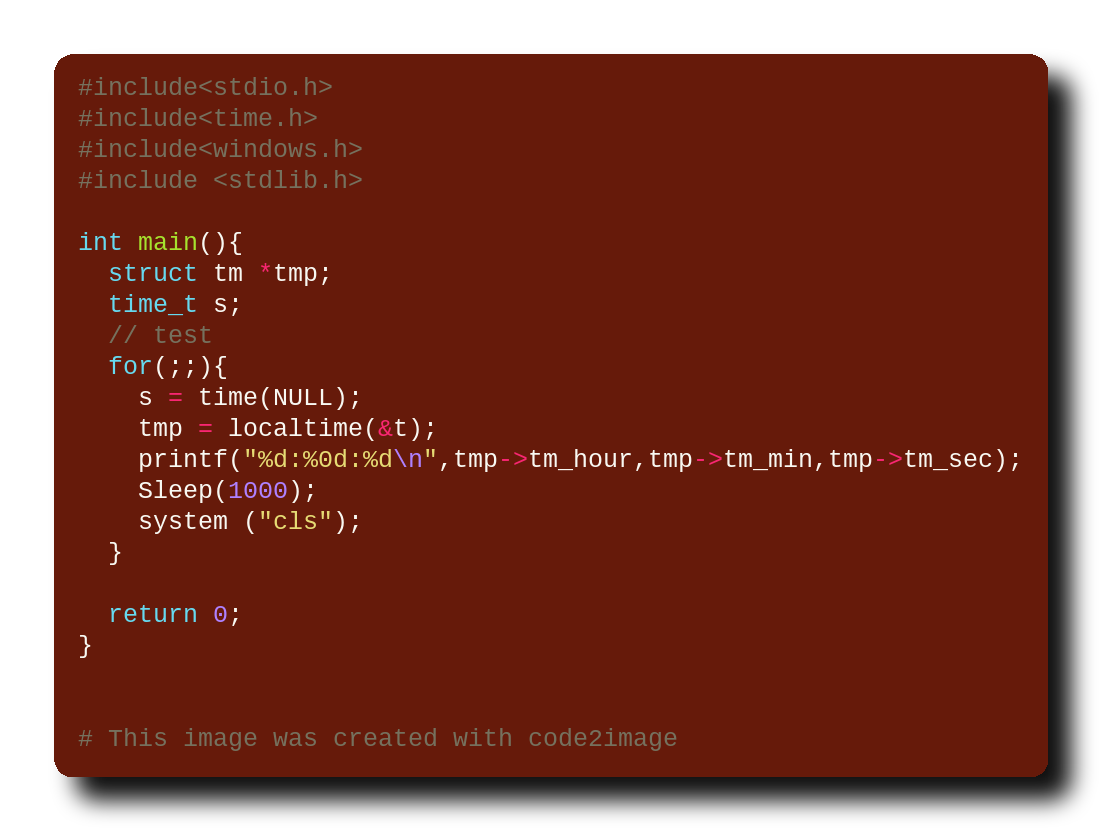 #include<stdio.h>
#include<time.h>
#include<windows.h>
#include <stdlib.h>

int main(){
  struct tm *tmp;
  time_t s;
  // test
  for(;;){
    s = time(NULL);
    tmp = localtime(&t);
    printf("%d:%0d:%d\n",tmp->tm_hour,tmp->tm_min,tmp->tm_sec);
    Sleep(1000);
    system ("cls");
  }

  return 0;
}

# This image was created with code2image